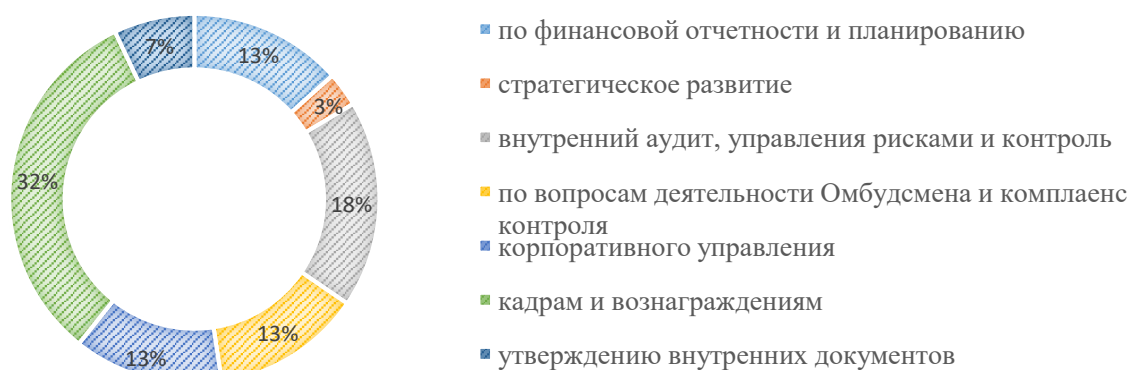 7%
13%
3%
32%
18%
13%
13%
по финансовой отчетности и планированию
стратегическое развитие
внутренний аудит, управления рисками и контроль
по вопросам деятельности Омбудсмена и комплаенс
контроля
корпоративного управления
кадрам и вознаграждениям
утверждению внутренних документов